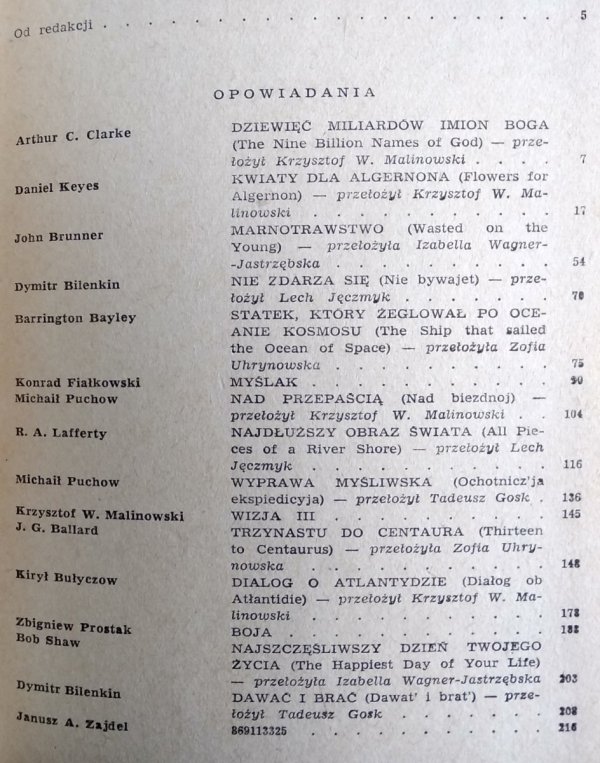 Od redakcji . . . . . . . . . . . . . . . . . . 5
OPOWIADANIA
Arthur C. Clarke DZIEWIĘĆ MILIARDÓW IMION BOGA
(The Nine Billion Names of God) — prze-
łożył Krzysztof W. Malinowski . . . . 7
Daniel Keyes KWIATY DLA ALGERNONA (Flowers for
Algernon) — przełożył Krzysztof W. Ma-
linowski . . . . . . . . . . . 17
John Brunner MARNOTRAWSTWO (Wasted on the
Young) — przełożyła Izabella Wagner-
-Jastrzębska . . . . . . . . . . 54
Dymitr Bilenkin NIE ZDARZA SIĘ (Nie bywajet) — prze-
łożył Lech Jęczmyk . . . . . . . 70
Barrington Bayley STATEK, KTÓRY ŻEGLOWAŁ PO OCE-
ANIE KOSMOSU (The Ship that sailed
the Ocean of Space) — przełożyła Zofia
Uhrynowska . . . . . . . . . . 75
Konrad Fiałkowski MYŚLAK . . . . . . . . . . . 90
Michaił Puchow NAD PRZEPAŚCIĄ (Nad biezdnoj) —
przełożył Krzysztof W. Malinowski . . 104
R. A. Lafferty NAJDŁUŻSZY OBRAZ ŚWIATA (All Pie-
ces of a River Shore) — przełożył Lech
Jęczmyk . . . . . . . . . . . 116
Michaił Puchow WYPRAWA MYŚLIWSKA (Ochotnicz'ja
ekspiedicyja) — przełożył Tadeusz Gosk . 136
Krzysztof W. Malinowski WIZJA III . . . . . . . . . . 145
J. G. Ballard TRZYNASTU DO CENTAURA (Thirteen
to Centaurus) — przełożyła Zofia Uhry-
nowska . . . . . . . . . . . 148
Kirył Bułyczow DIALOG O ATLANTYDZIE (Diałog ob
Atłantidie) — przełożył Krzysztof W. Ma-
linowski . . . . . . . . . . . 178
Zbigniew Prostak BOJA . . . . . . . . . . . . 188
Bob Shaw NAJSZCZĘŚLIWSZY DZIEŃ TWOJEGO
ŻYCIA (The Happiest Day of Your Life)
— przełożyła Izabella Wagner-Jastrzębska 203
Dymitr Bilenkin DAWAĆ I BRAĆ (Dawat' i brat') — prze-
łożył Tadeusz Gosk . . . . . . . 208
Janusz A. Zajdel 869113325 . . . . . . . . . . 216